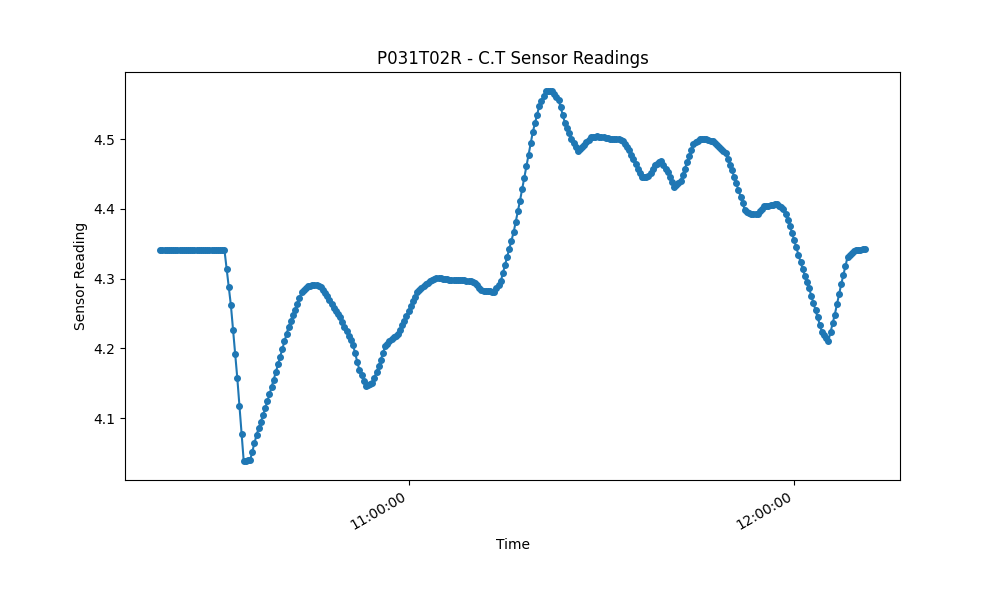 P031T02R - C.T Sensor Readings
4.5
4.4
4.3
4.2
4.1
Sensor Reading
11:00:00
12:00:00
Time